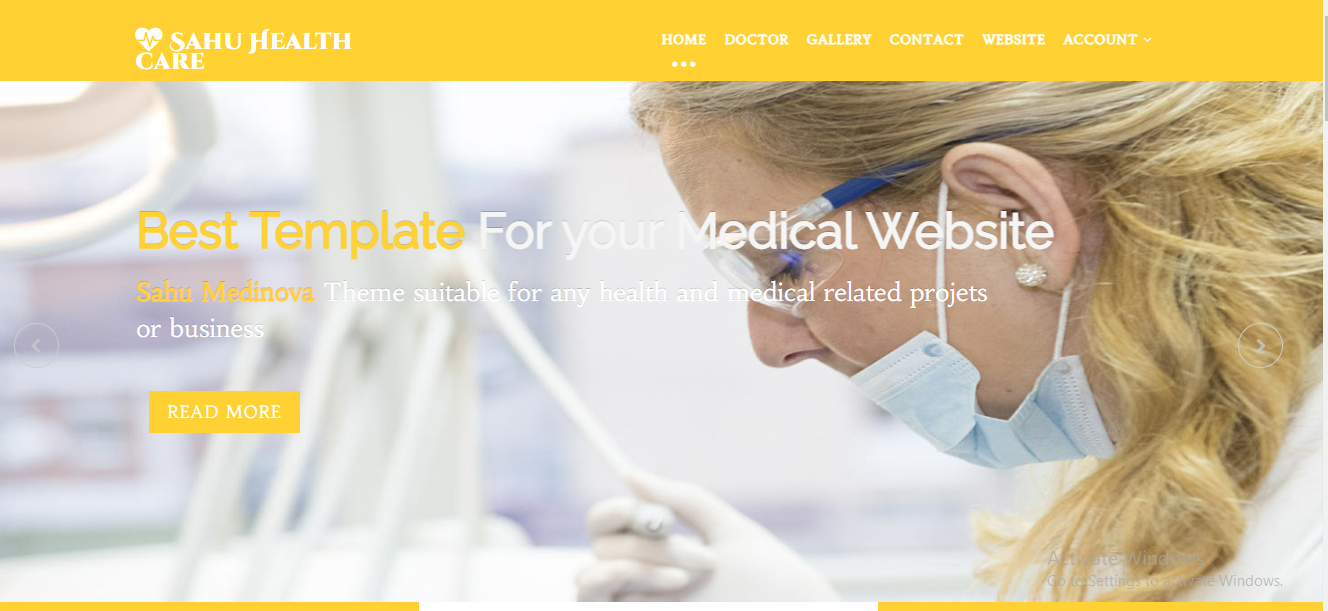 Sahu Health
Care
HOME DOCTOR GALLERY CONTACT WEBSITE ACCOUNT
Best Template For your Medical Website
Sahu Medinova Theme suitable for any health and medical related projets
or business
READ MORE
Activate Windows
Go to Settings to activate Windows.